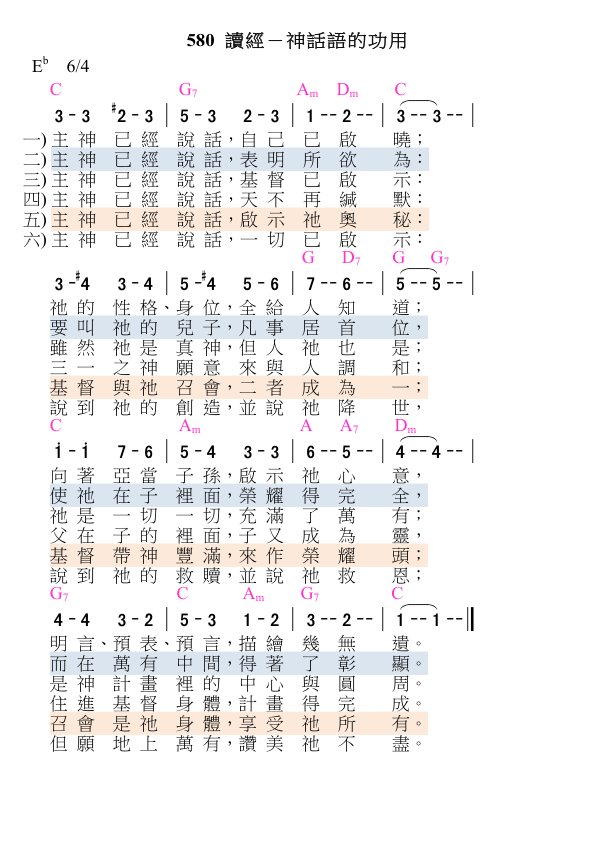 580 讀經－神話語的功用
E♭ 6/4
C G7 Am Dm C
3 - 3 #2 - 3 | 5 - 3 2 - 3 | 1 -- 2 -- | 3 -- 3 -- |
一) 主 神 已 經 說 話，自 己 已 啟 曉；
二) 主 神 已 經 說 話，表 明 所 欲 為：
三) 主 神 已 經 說 話，基 督 已 啟 示：
四) 主 神 已 經 說 話，天 不 再 緘 默：
五) 主 神 已 經 說 話，啟 示 祂 奧 秘：
六) 主 神 已 經 說 話，一 切 已 啟 示：
G D7 G G7
3 - #4 3 - 4 | 5 - #4 5 - 6 | 7 -- 6 -- | 5 -- 5 -- |
祂 的 性 格、身 位，全 給 人 知 道；
要 叫 祂 的 兒 子，凡 事 居 首 位，
雖 然 祂 是 真 神，但 人 祂 也 是；
三 一 之 神 願 意 來 與 人 調 和；
基 督 與 祂 召 會，二 者 成 為 一；
說 到 祂 的 創 造，並 說 祂 降 世，
C Am A A7 Dm
1̇ - 1̇ 7 - 6 | 5 - 4 3 - 3 | 6 -- 5 -- | 4 -- 4 -- |
向 著 亞 當 子 孫，啟 示 祂 心 意，
使 祂 在 子 裡 面，榮 耀 得 完 全，
祂 是 一 切 一 切，充 滿 了 萬 有；
父 在 子 的 裡 面，子 又 成 為 靈，
基 督 帶 神 豐 滿，來 作 榮 耀 頭；
說 到 祂 的 救 贖，並 說 祂 救 恩；
G7 C Am G7 C
4 - 4 3 - 2 | 5 - 3 1 - 2 | 3 -- 2 -- | 1 -- 1 -- ‖
明 言、預 表、預 言，描 繪 幾 無 遺。
而 在 萬 有 中 間，得 著 了 彰 顯。
是 神 計 畫 裡 的 中 心 與 圓 周。
住 進 基 督 身 體，計 畫 得 完 成。
召 會 是 祂 身 體，享 受 祂 所 有。
但 願 地 上 萬 有，讚 美 祂 不 盡。